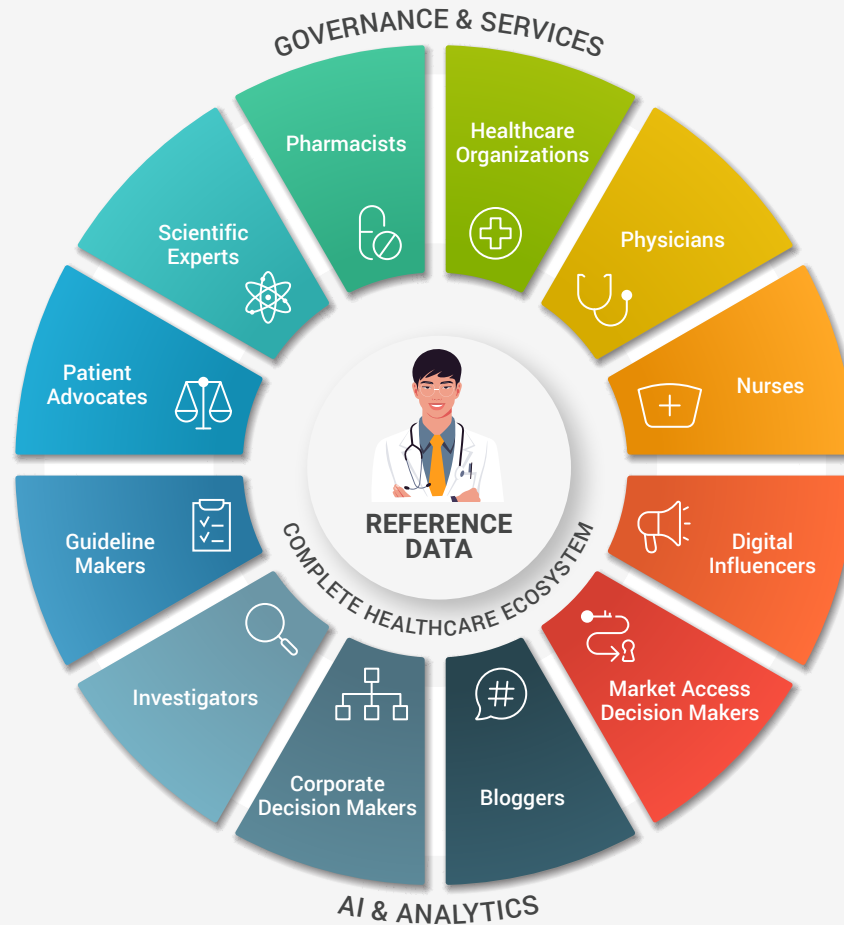 GOVERNANCE & SERVICES
Healthcare
Organizations
Physicians
Nurses
Digital
Influencers
Market Access
Decision Makers
#
Bloggers
Corporate
Decision Makers
Investigators
Guideline
Makers
Patient
Advocates
Scientific
Experts
Pharmacists
REFERENCE
DATA
COMPLETE HEALTHCARE ECOSYSTEM
AI & ANALYTICS